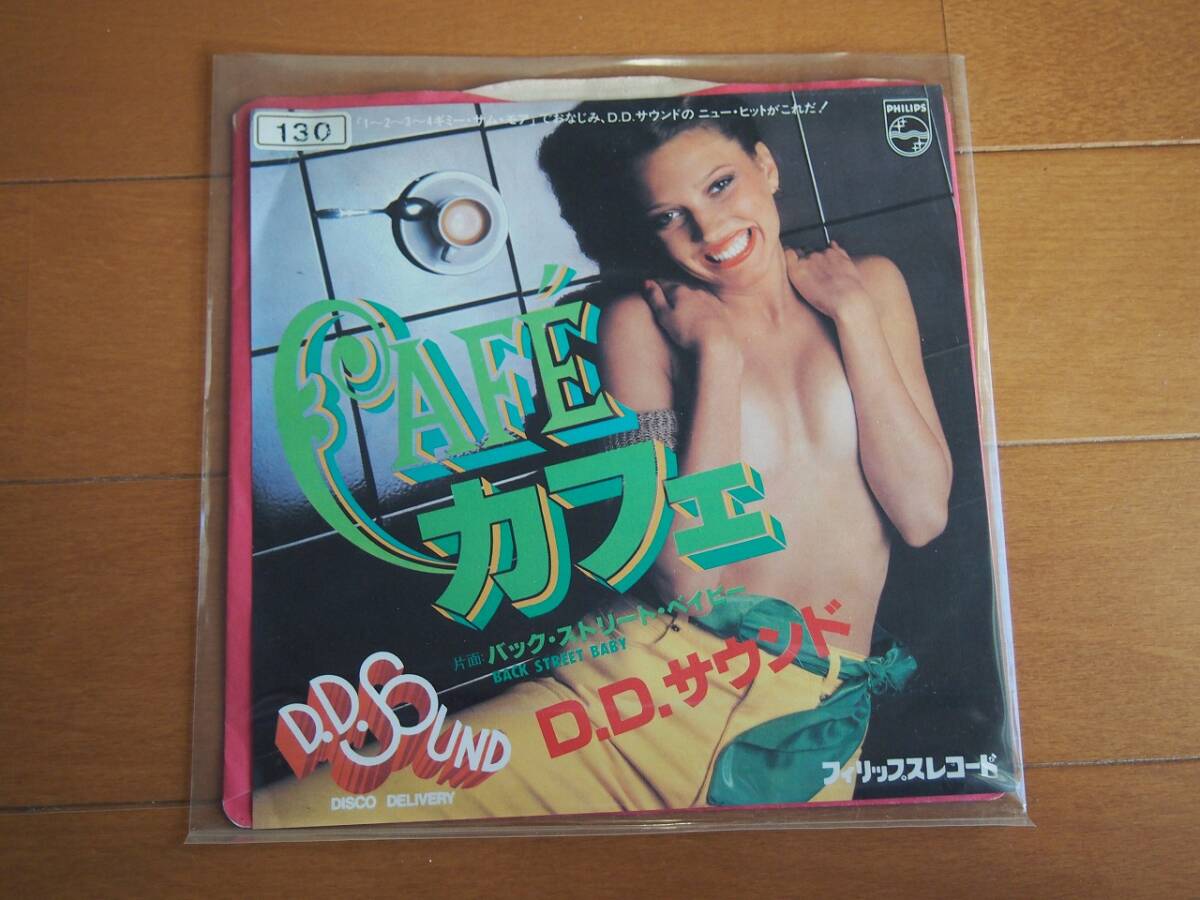 130
「1〜2〜3〜4ギミー・サム・モア」でおなじみ、D.D.サウンドの ニュー・ヒットがこれだ!
PHILIPS
CAFÉ
カフェ
片面:バック・ストリート・ベイビー
BACK STREET BABY
D.D.サウンド
D.D. SOUND
DISCO DELIVERY
フィリップスレコード